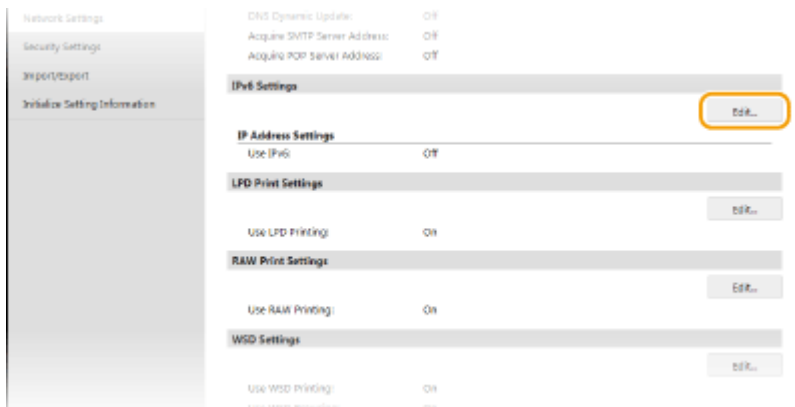 Network Settings
Security Settings
Import/Export
Initialize Setting Information
DNS Dynamic Update: Off
Acquire SMTP Server Address: Off
Acquire POP Server Address: Off
IPv6 Settings
Edit...
IP Address Settings
Use IPv6: Off
LPD Print Settings
Edit...
Use LPD Printing: On
RAW Print Settings
Edit...
Use RAW Printing: On
WSD Settings
Edit...
Use WSD Printing: On